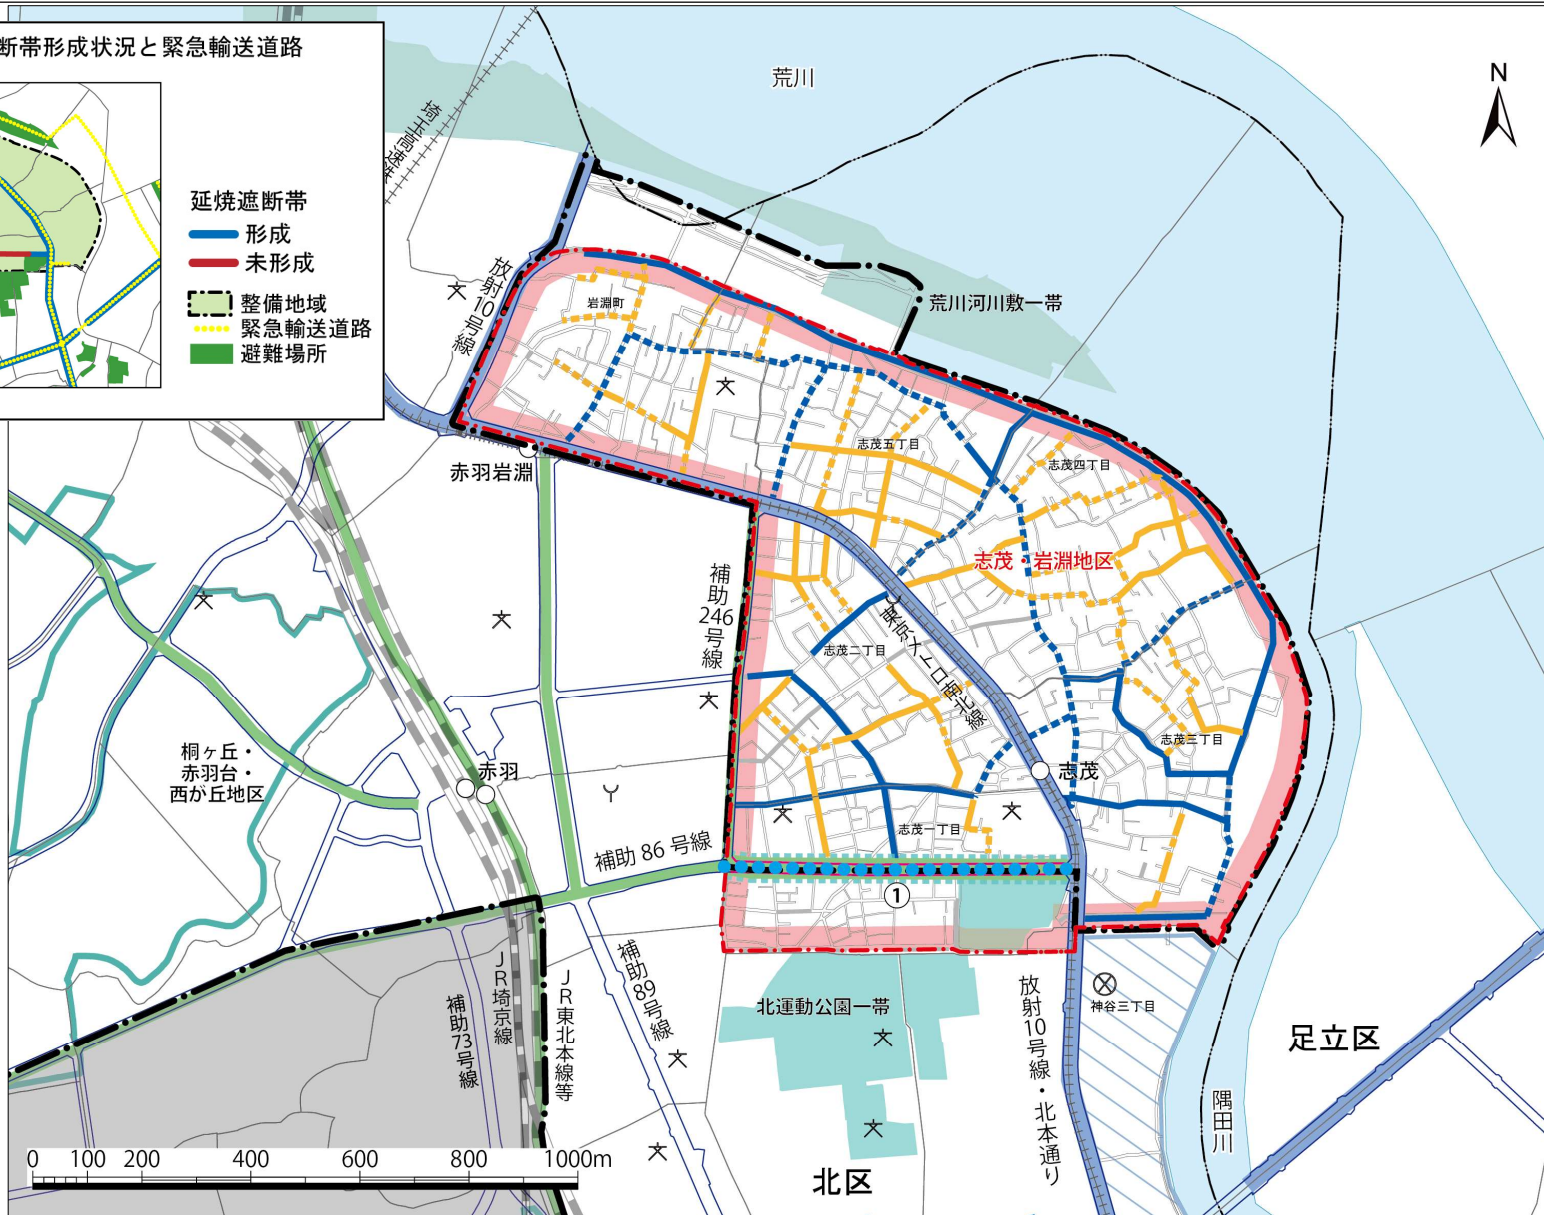 断帯形成状況と緊急輸送道路
延焼遮断帯
形成
未形成
整備地域
緊急輸送道路
避難場所
荒川
N
埼玉高速鉄
放射10号線
岩淵町
荒川河川敷一帯
赤羽岩淵
志茂五丁目
志茂四丁目
志茂・岩淵地区
補助246号線
東京メトロ南北線
志茂二丁目
志茂三丁目
桐ヶ丘・
赤羽台・
西が丘地区
赤羽
志茂
補助 86 号線
志茂一丁目
1
補助89号線
JR埼京線
JR東北本線等
補助73号線
北運動公園一帯
放射10号線・北本通り
神谷三丁目
足立区
隅田川
北区
0 100 200 400 600 800 1000m